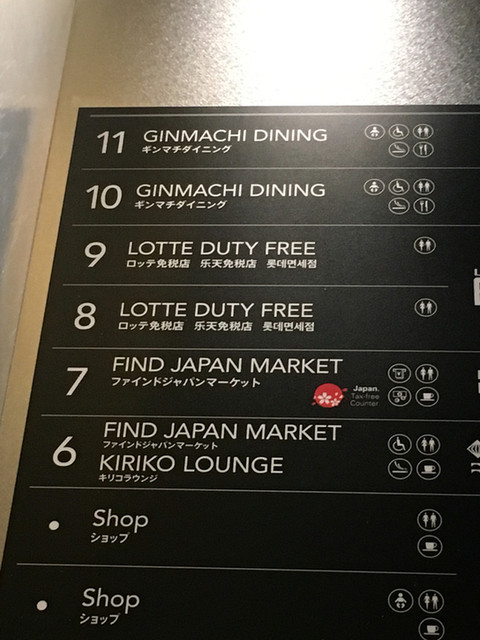 11 GINMACHI DINING
ギンマチダイニング
10 GINMACHI DINING
ギンマチダイニング
9 LOTTE DUTY FREE
ロッテ免税店 乐天免税店 롯데면세점
8 LOTTE DUTY FREE
ロッテ免税店 乐天免税店 롯데면세점
7 FIND JAPAN MARKET
ファインドジャパンマーケット
Japan.
Tax-free
Counter
6 FIND JAPAN MARKET
ファインドジャパンマーケット
KIRIKO LOUNGE
キリコラウンジ
• Shop
ショップ
• Shop
ショップ